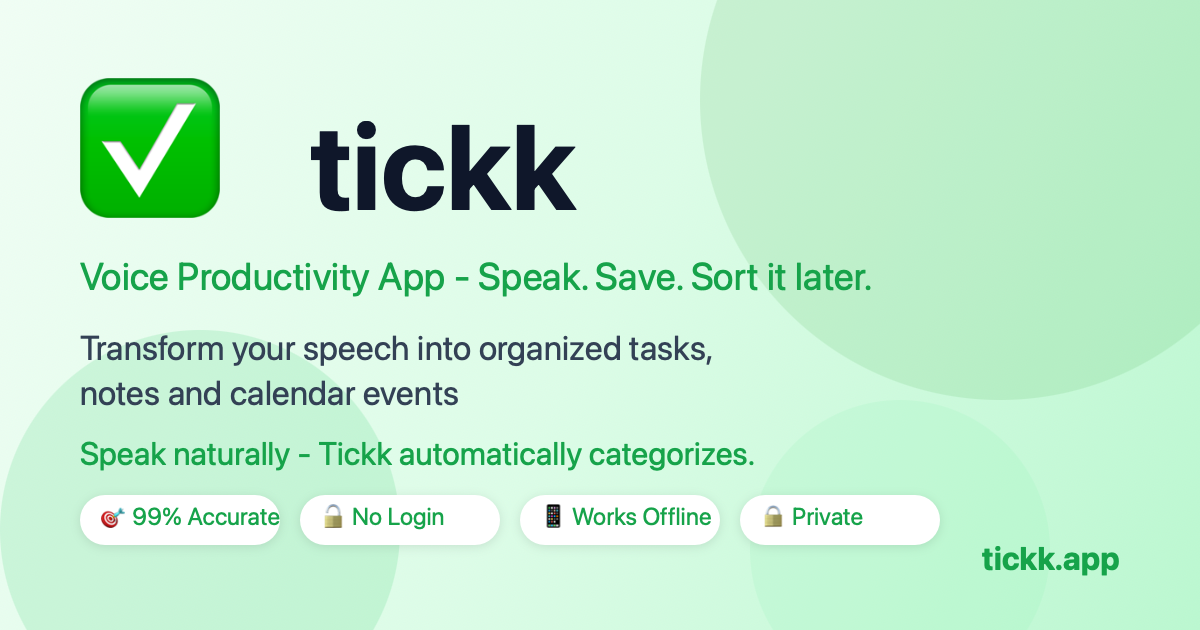 tickk
Voice Productivity App - Speak. Save. Sort it later.
Transform your speech into organized tasks,
notes and calendar events
Speak naturally - Tickk automatically categorizes.
99% Accurate
No Login
Works Offline
Private
tickk.app